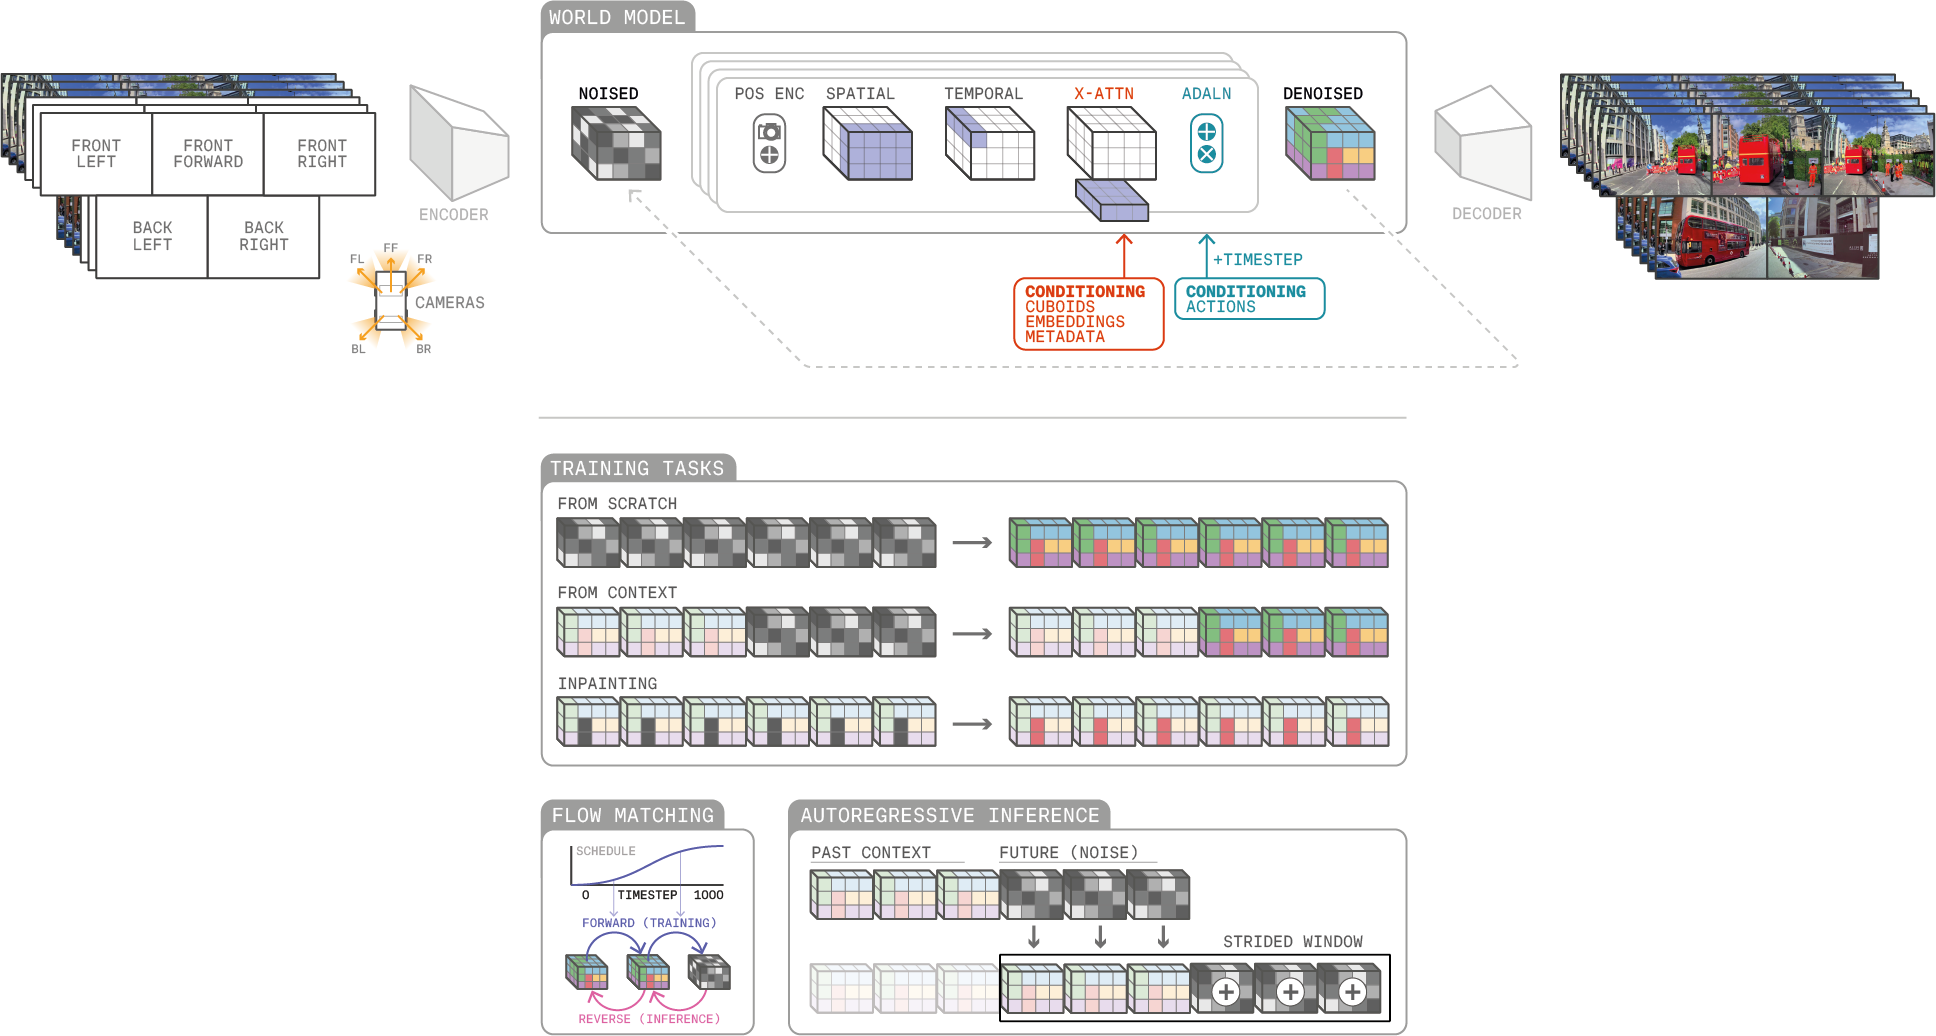 WORLD MODEL
NOISED
POS ENC
SPATIAL
TEMPORAL
X-ATTN
ADALN
DENOISED
FRONT
LEFT
FRONT
FORWARD
FRONT
RIGHT
BACK
LEFT
BACK
RIGHT
ENCODER
DECODER
FF
FL
FR
CAMERAS
BL
BR
+TIMESTEP
CONDITIONING
CUBOIDS
EMBEDDINGS
METADATA
CONDITIONING
ACTIONS
TRAINING TASKS
FROM SCRATCH
FROM CONTEXT
INPAINTING
FLOW MATCHING
SCHEDULE
0
TIMESTEP
1000
FORWARD (TRAINING)
REVERSE (INFERENCE)
AUTOREGRESSIVE INFERENCE
PAST CONTEXT
FUTURE (NOISE)
STRIDED WINDOW